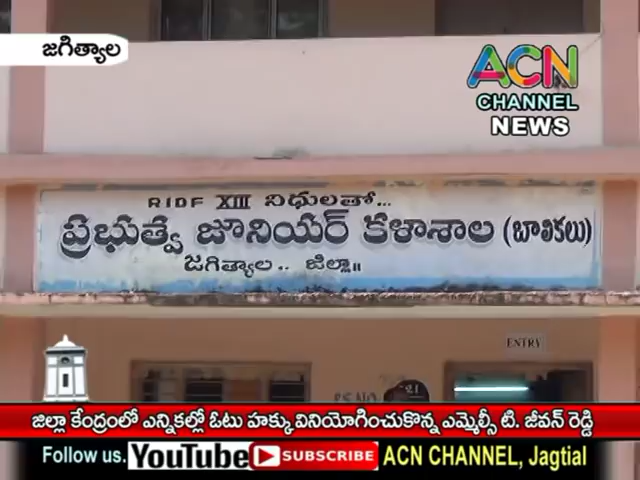 జగిత్యాల
ACN
CHANNEL
NEWS
RIDF XIII నిధులతో...
ప్రభుత్వ జూనియర్ కళాశాల (బాలికలు)
జగిత్యాల .. జిల్లా॥
ENTRY
జిల్లా కేంద్రంలో ఎన్నికల్లో ఓటు హక్కువినియోగించుకొన్న ఎమ్మెల్సీ టి. జీవన్ రెడ్డి
Follow us. YouTube SUBSCRIBE ACN CHANNEL, Jagtial